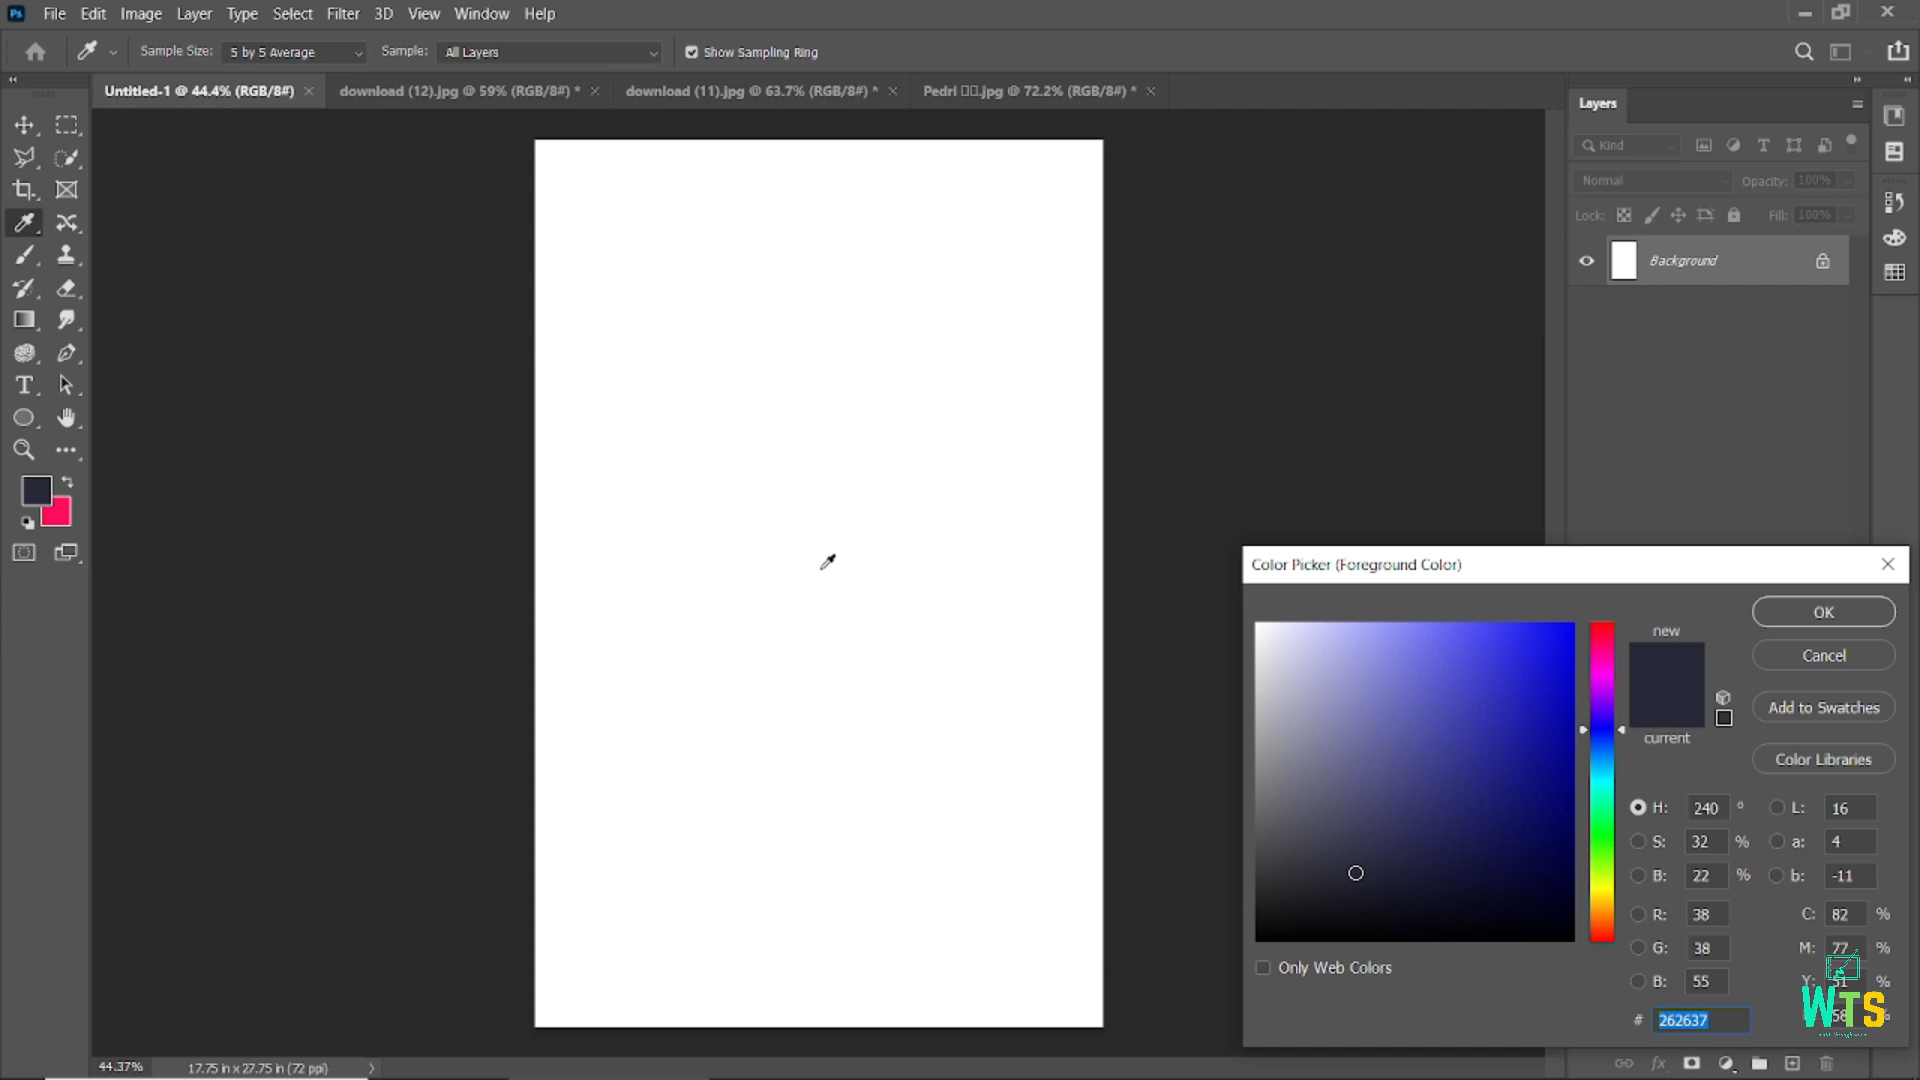 Ps File Edit Image Layer Type Select Filter 3D View Window Help
Sample Size: 5 by 5 Average Sample: All Layers Show Sampling Ring
Untitled-1 @ 44.4% (RGB/8#) × download (12).jpg @ 59% (RGB/8#) * × download (11).jpg @ 63.7% (RGB/8#) * × Pedri □□.jpg @ 72.2% (RGB/8#) * ×
Layers
Kind
Normal Opacity: 100%
Lock: Fill: 100%
Background
Color Picker (Foreground Color)
OK
new
Cancel
Add to Swatches
current
Color Libraries
H: 240 ° L: 16
S: 32 % a: 4
B: 22 % b: -11
R: 38 C: 82 %
G: 38 M: 77 %
Only Web Colors
B: 55 Y: 51 %
WTS
# 262637 58 %
44.37% 17.75 in x 27.75 in (72 ppi)
fx